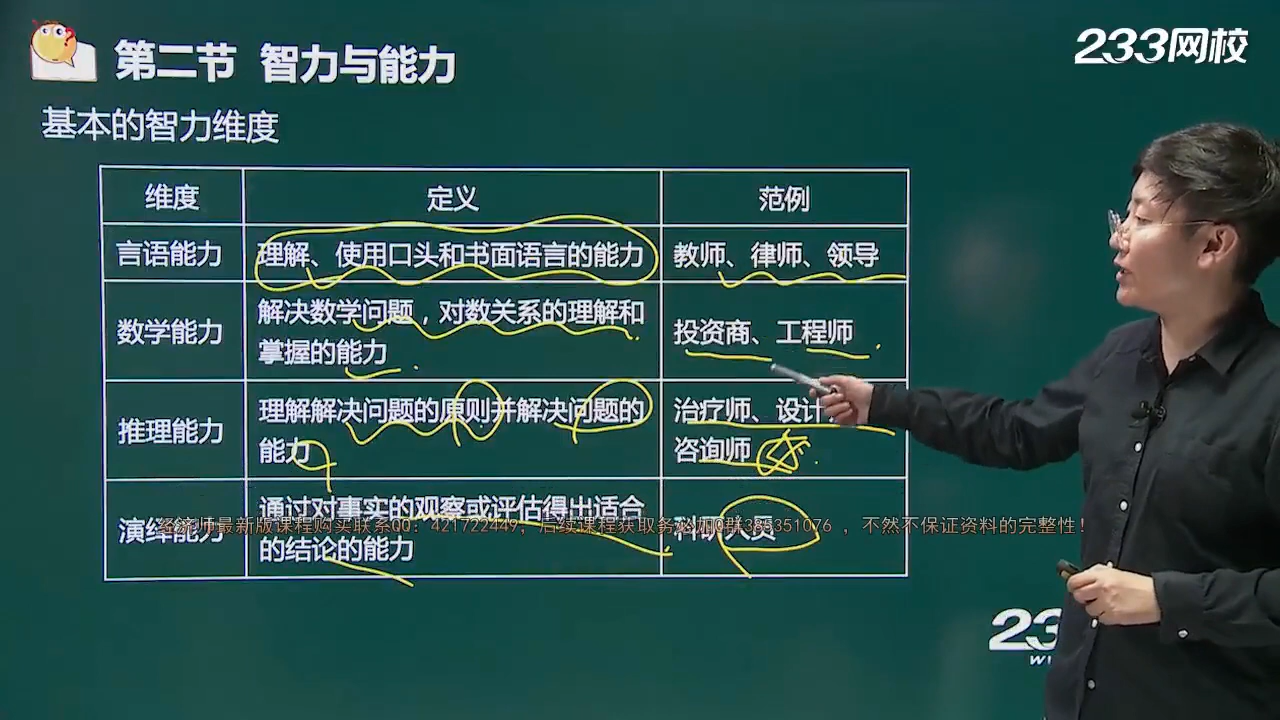 第二节 智力与能力
233网校
基本的智力维度
维度 定义 范例
言语能力 理解、使用口头和书面语言的能力 教师、律师、领导
数学能力 解决数学问题，对数关系的理解和掌握的能力 投资商、工程师
推理能力 理解解决问题的原则并解决问题的能力 治疗师、设计 咨询师
演绎能力 通过对事实的观察或评估得出适合的结论的能力 科研人员
经济师最新版课程购买联系QQ：421722449，后续课程获取务必加Q群385351076 ，不然不保证资料的完整性！
233